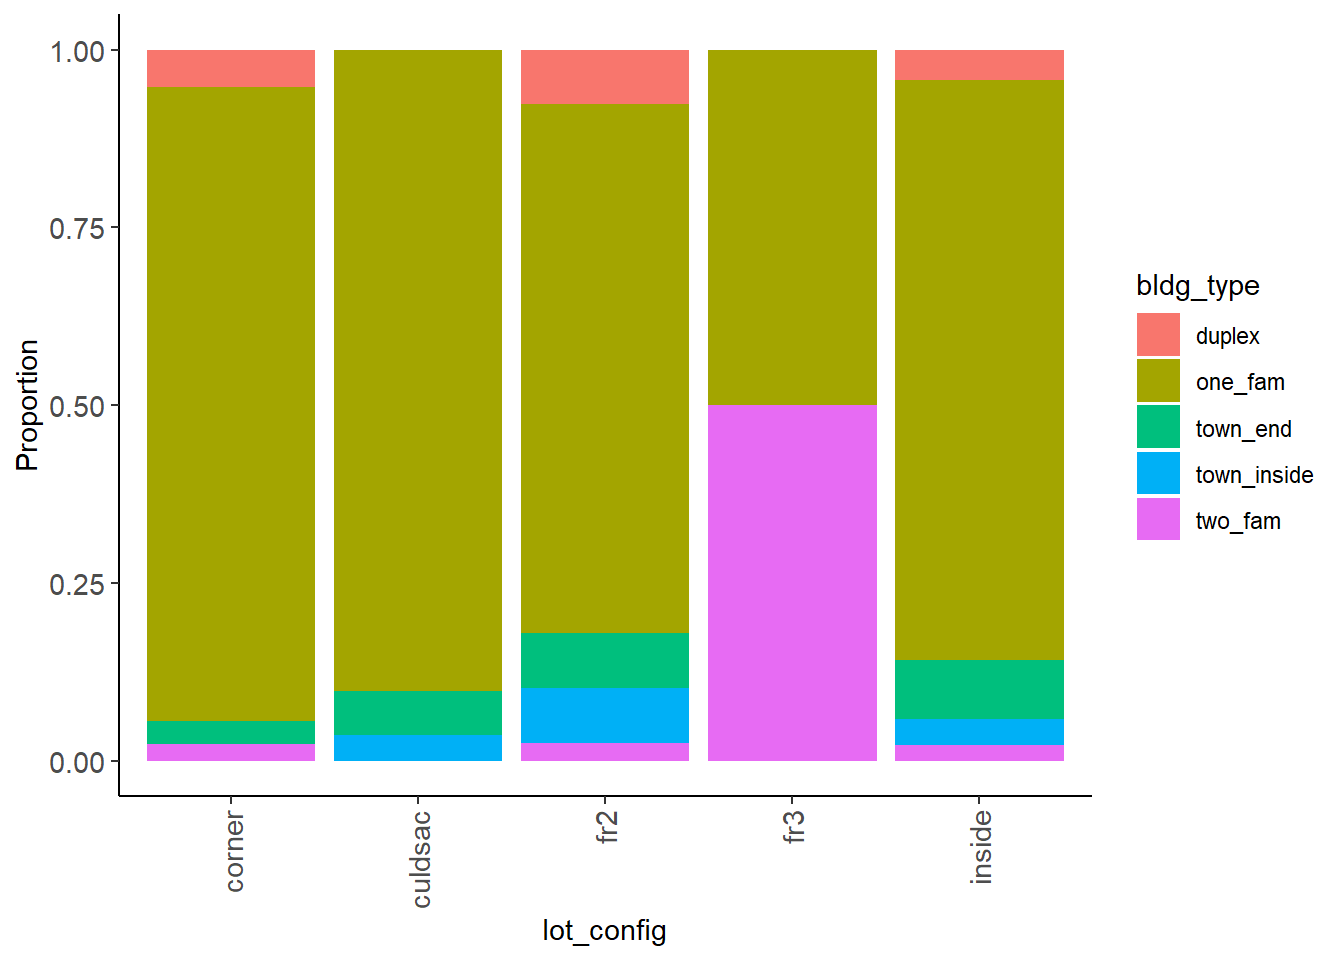 1.00
0.75
0.50
0.25
0.00
Proportion
corner
culdsac
fr2
fr3
inside
lot_config
bldg_type
duplex
one_fam
town_end
town_inside
two_fam